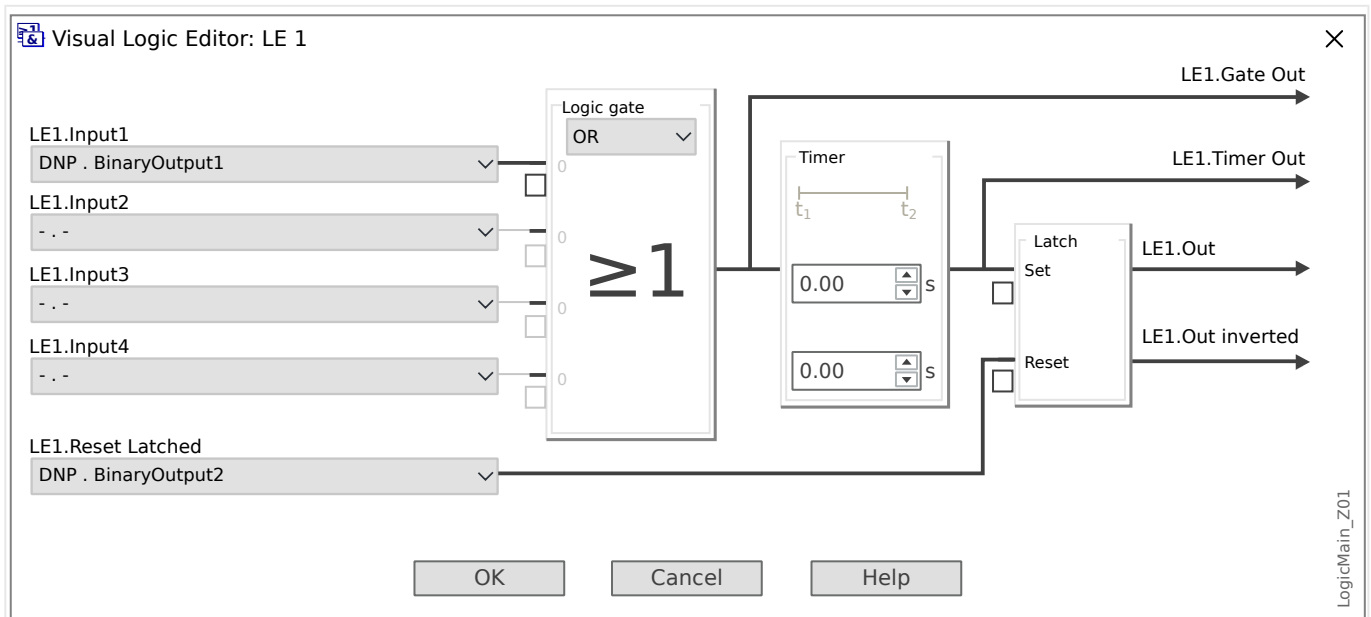 ≥1
&
Visual Logic Editor: LE 1
LE1.Gate Out
Logic gate
OR
LE1.Input1
DNP . BinaryOutput1
0
LE1.Timer Out
Timer
t1 t2
LE1.Input2
- . -
0
≥1
Latch
Set
LE1.Out
LE1.Input3
- . -
0
0.00 s
LE1.Out inverted
LE1.Input4
- . -
0
0.00 s
Reset
LE1.Reset Latched
DNP . BinaryOutput2
OK Cancel Help
LogicMain_Z01